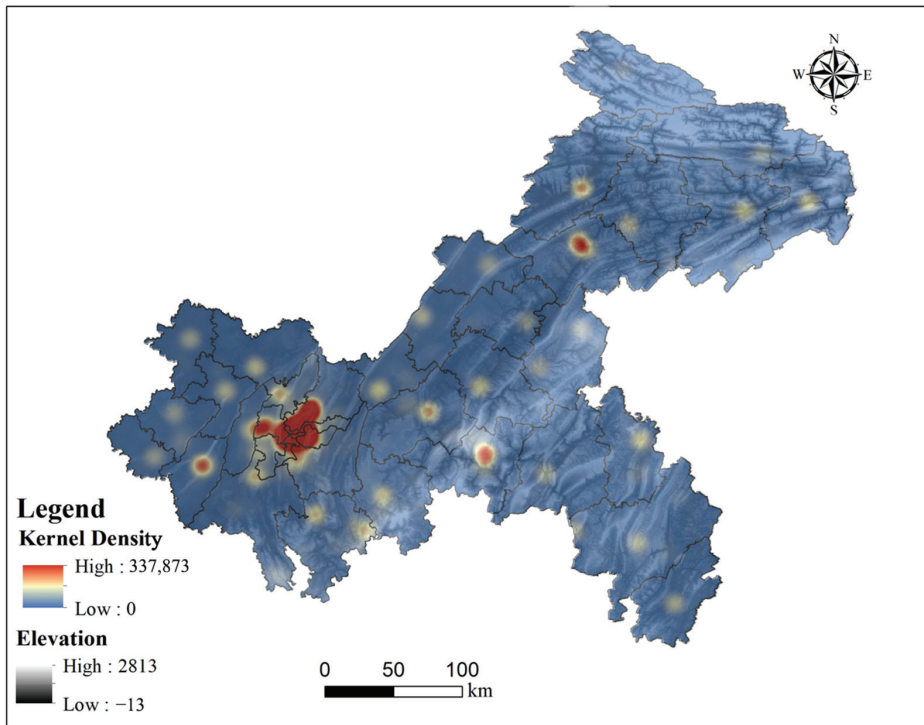 N
W E
S
Legend
Kernel Density
High : 337,873
Low : 0
Elevation
High : 2813
Low : −13
0 50 100
km